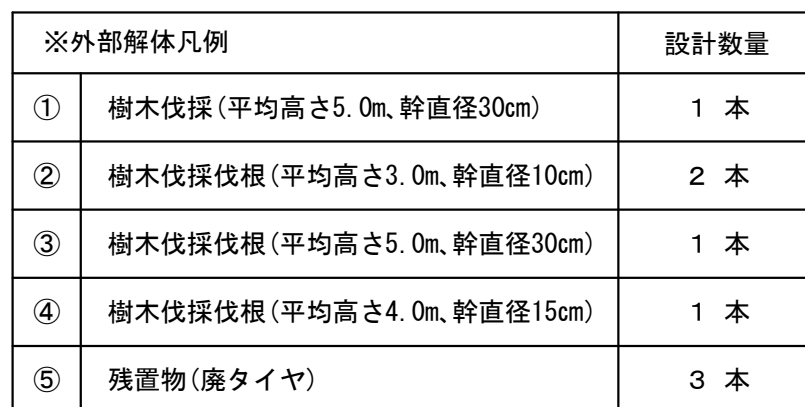 ※外部解体凡例 設計数量
① 樹木伐採(平均高さ5.0m、幹直径30㎝) 1 本
② 樹木伐採伐根(平均高さ3.0m、幹直径10㎝) 2 本
③ 樹木伐採伐根(平均高さ5.0m、幹直径30㎝) 1 本
④ 樹木伐採伐根(平均高さ4.0m、幹直径15㎝) 1 本
⑤ 残置物(廃タイヤ) 3 本